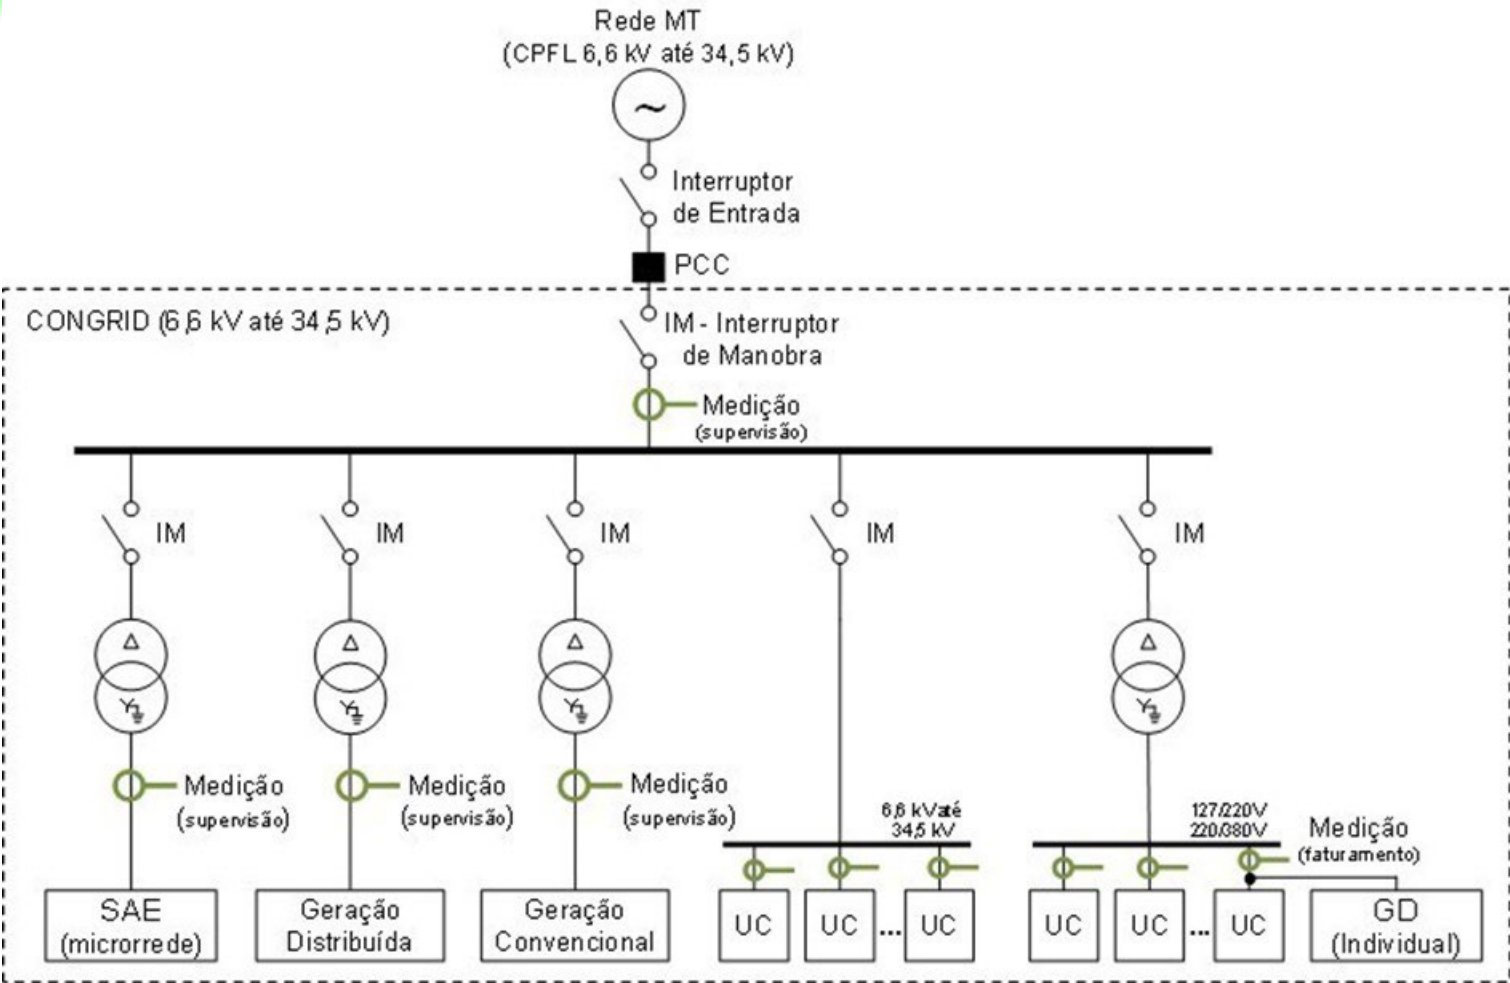 Rede MT
(CPFL 6,6 kV até 34,5 kV)
~
Interruptor
de Entrada
PCC
CONGRID (6,6 kV até 34,5 kV)
IM - Interruptor
de Manobra
Medição
(supervisão)
IM
IM
IM
IM
IM
Δ
Δ
Δ
Δ
Y
Y
Y
Y
Medição
(supervisão)
Medição
(supervisão)
Medição
(supervisão)
6,6 kV até
34,5 kV
127/220V
220/380V
Medição
(faturamento)
SAE
(microrrede)
Geração
Distribuída
Geração
Convencional
UC
UC
...
UC
UC
UC
...
UC
GD
(Individual)